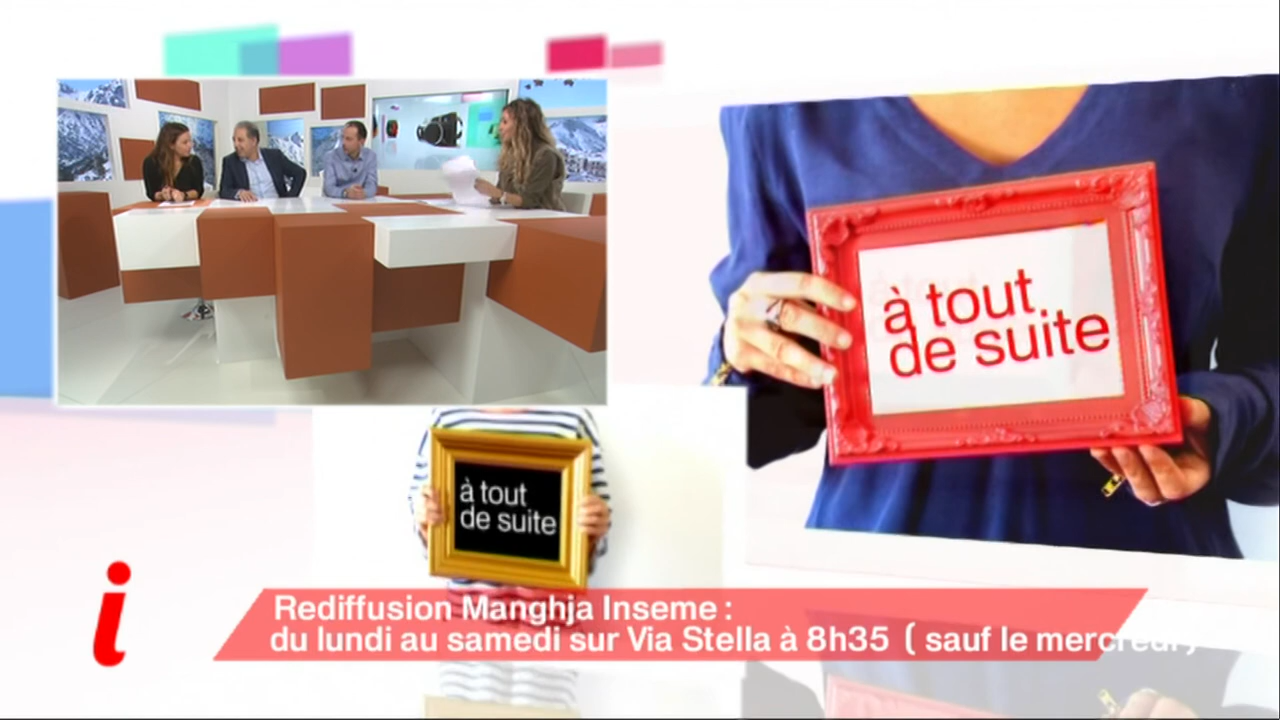 à tout
de suite
à tout
de suite
i
Rediffusion Manghja Inseme :
du lundi au samedi sur Via Stella à 8h35 ( sauf le mercredi )